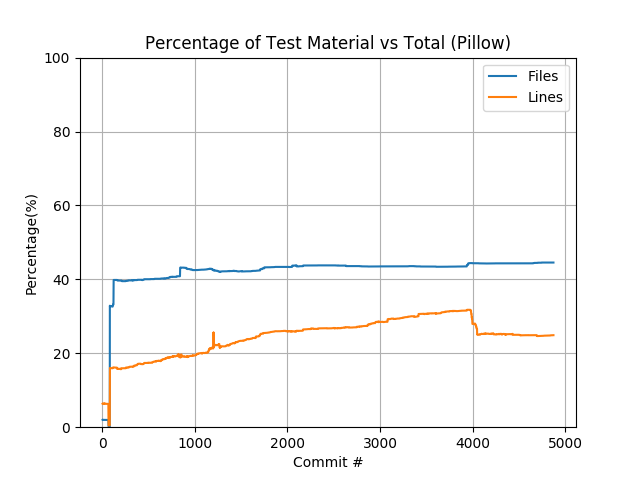 Percentage of Test Material vs Total (Pillow)
Files
Lines
Percentage(%)
100
80
60
40
20
0
0 1000 2000 3000 4000 5000
Commit #